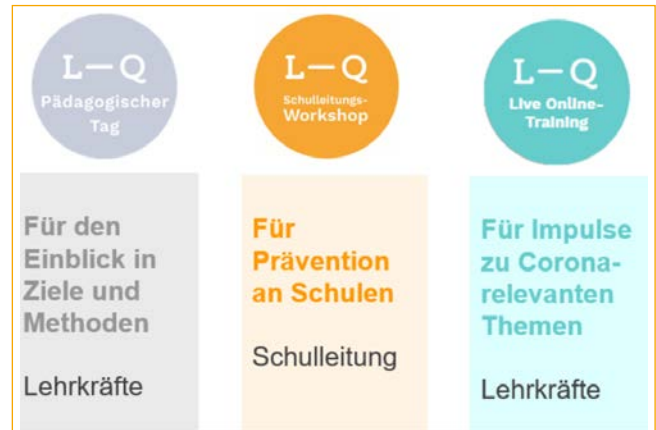 L—Q
Pädagogischer
Tag
L—Q
Schulleitungs-
Workshop
L—Q
Live Online-
Training
Für den
Einblick in
Ziele und
Methoden
Lehrkräfte
Für
Prävention
an Schulen
Schulleitung
Für Impulse
zu Corona-
relevanten
Themen
Lehrkräfte